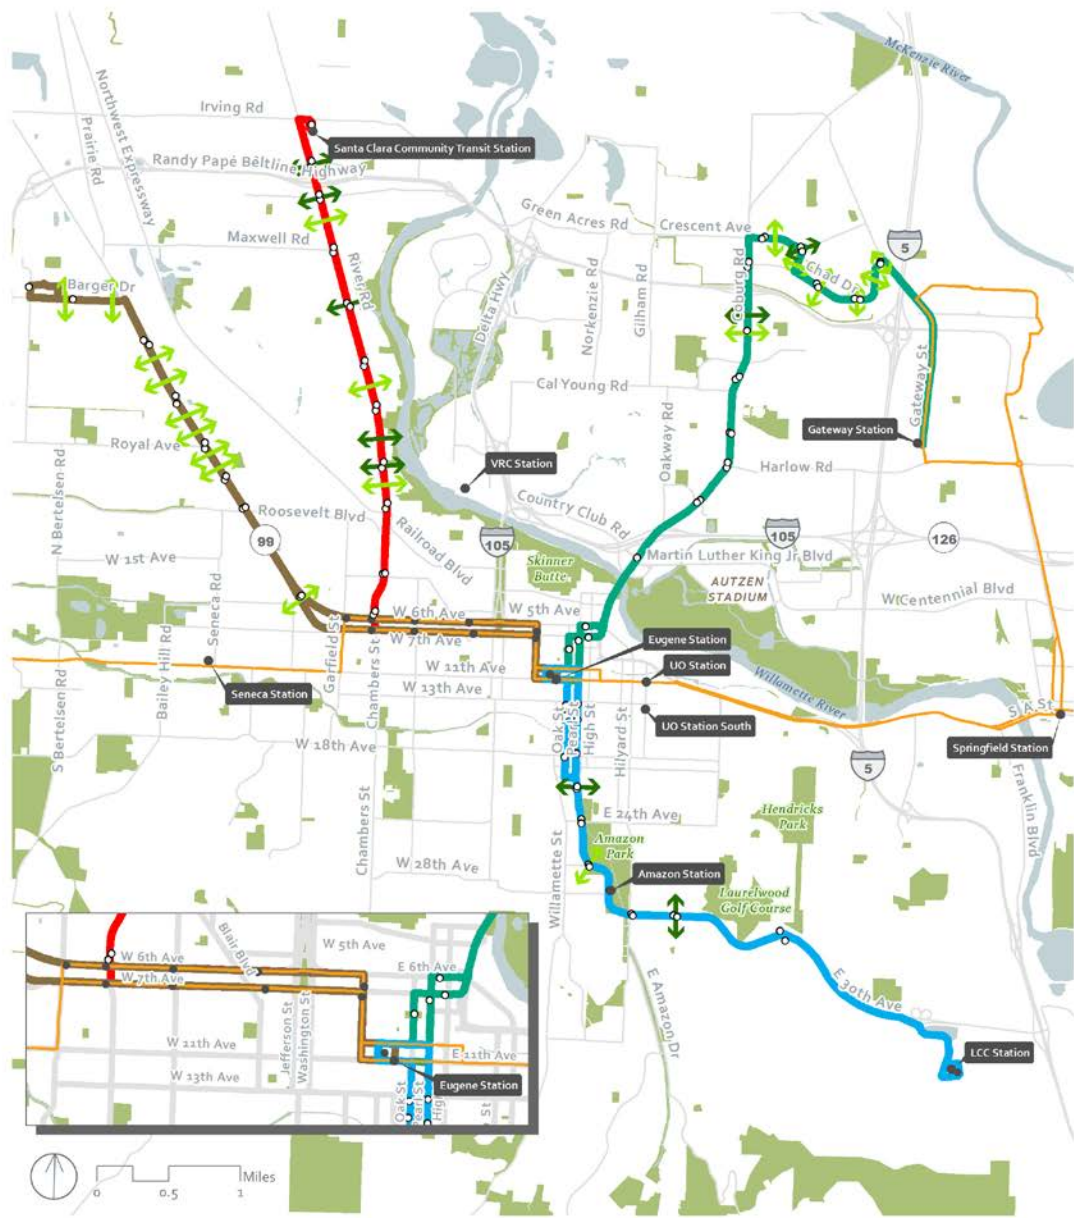 McKenzie River
Irving Rd
Santa Clara Community Transit Station
Northwest Expressway
Prairie Rd
Randy Papé Beltline Highway
Green Acres Rd
Crescent Ave
Maxwell Rd
5
River Rd
Delta Hwy
Norkenzie Rd
Gilham Rd
Coburg Rd
Chad Dr
Barger Dr
Gateway St
Cal Young Rd
Oakway Rd
Royal Ave
Gateway Station
N Bertelsen Rd
VRC Station
Harlow Rd
Roosevelt Blvd
Country Club Rd
Railroad Blvd
99
105
105
126
W 1st Ave
Skinner
Butte
Martin Luther King Jr Blvd
AUTZEN
STADIUM
W Centennial Blvd
Seneca Rd
W 6th Ave
W 5th Ave
W 7th Ave
Eugene Station
Bailey Hill Rd
Garfield St
Chambers St
W 11th Ave
UO Station
W 13th Ave
Willamette River
Seneca Station
S Bertelsen Rd
Oak St
Pearl St
High St
Hilyard St
UO Station South
S A St
W 18th Ave
Springfield Station
5
Franklin Blvd
Chambers St
E 24th Ave
Hendricks
Park
Willamette St
Amazon
Park
W 28th Ave
Amazon Station
Laurelwood
Golf Course
E Amazon Dr
E 30th Ave
LCC Station
Blair Blvd
W 5th Ave
W 6th Ave
E 6th Ave
W 7th Ave
Jefferson St
Washington St
W 11th Ave
E 11th Ave
W 13th Ave
Eugene Station
Oak St
Pearl St
High
St
Miles
0 0.5 1